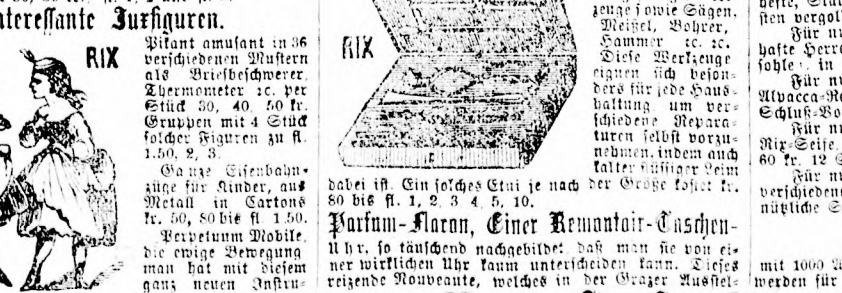 nteressante Juxfiguren.
RIX
Pikant amusant in 36
verschiedenen Mustern
als Briefbeschwerer,
Thermometer ꝛc. per
Stück 30, 40, 50 kr.
Gruppen mit 4 Stück
solcher Figuren zu fl.
1.50, 2, 3.
Ganze Eisenbahn-
züge für Kinder, aus
Metall in Cartons
kr. 50, 80 bis fl 1.50.
Perpetuum Mobile.
die ewige Bewegung
man hat mit diesem
ganz neuen Instru-
RIX
zeuge sowie Sägen,
Meißel, Bohrer,
Hammer ꝛc. ꝛc.
Diese Werkzeuge
eignen sich beson-
ders für jede Haus-
haltung um ver-
schiedene Repara-
turen selbst vorzu-
nehmen, indem auch
kalter flüssiger Leim
dabei ist. Ein solches Etui je nach der Größe kostet kr.
80 bis fl. 1, 2, 3 4, 5, 10.
Parfum-Flacon, Einer Remontoir-Taschen-
Uhr, so täuschend nachgebildet daß man sie von ei-
ner wirklichen Uhr kaum unterscheiden kann. Dieses
reizende Nouveaute, welches in der Grazer Ausstel-
sten vergol
Für nu
hafte Herre
sohle, in
Für nu
Alpacca-Lö
Schluß-Bo
Für nu
Rix-Seife.
60 kr. 12 S
Für nu
verschieden
nützliche S
mit 1000 A
werden für